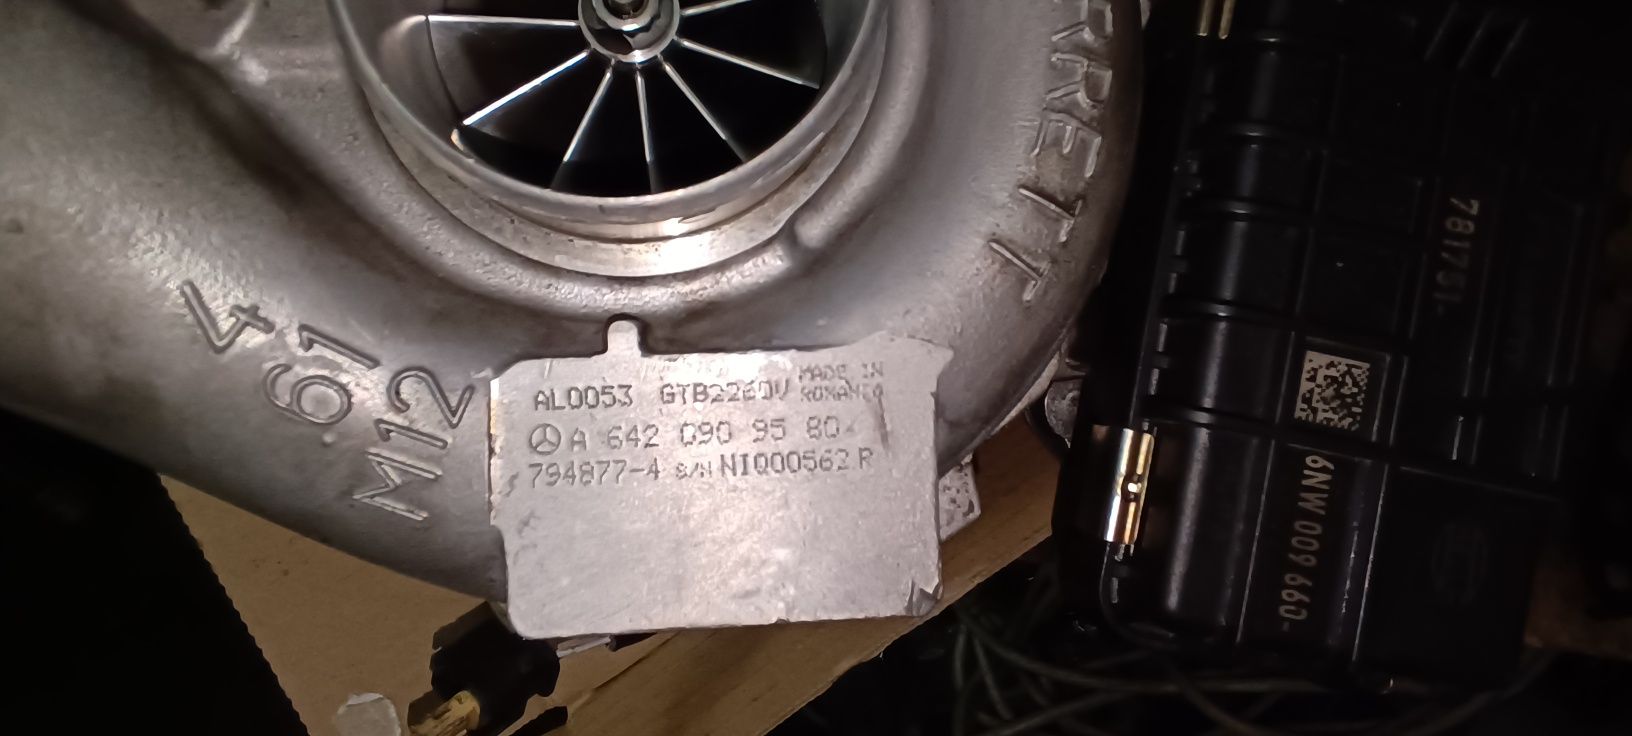 RRETT
4
61
M12
AL0053 GTB2260V MADE IN ROMANIA
A 642 090 95 80
794877-4 S/N NI000562 R
781751
6NW 009 660-